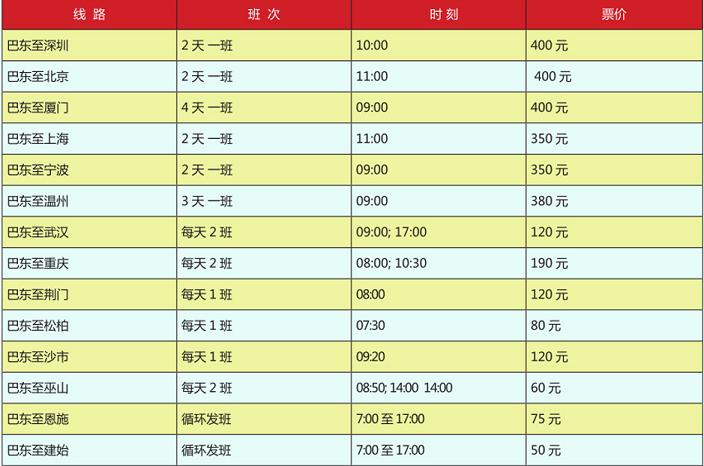 线 路 班 次 时 刻 票价
巴东至深圳 2 天 一班 10:00 400 元
巴东至北京 2 天 一班 11:00 400 元
巴东至厦门 4 天 一班 09:00 400 元
巴东至上海 2 天 一班 11:00 350 元
巴东至宁波 2 天 一班 09:00 350 元
巴东至温州 3 天 一班 09:00 380 元
巴东至武汉 每天 2 班 09:00; 17:00 120 元
巴东至重庆 每天 2 班 08:00; 10:30 190 元
巴东至荆门 每天 1 班 08:00 120 元
巴东至松柏 每天 1 班 07:30 80 元
巴东至沙市 每天 1 班 09:20 120 元
巴东至巫山 每天 2 班 08:50; 14:00 14:00 60 元
巴东至恩施 循环发班 7:00 至 17:00 75 元
巴东至建始 循环发班 7:00 至 17:00 50 元